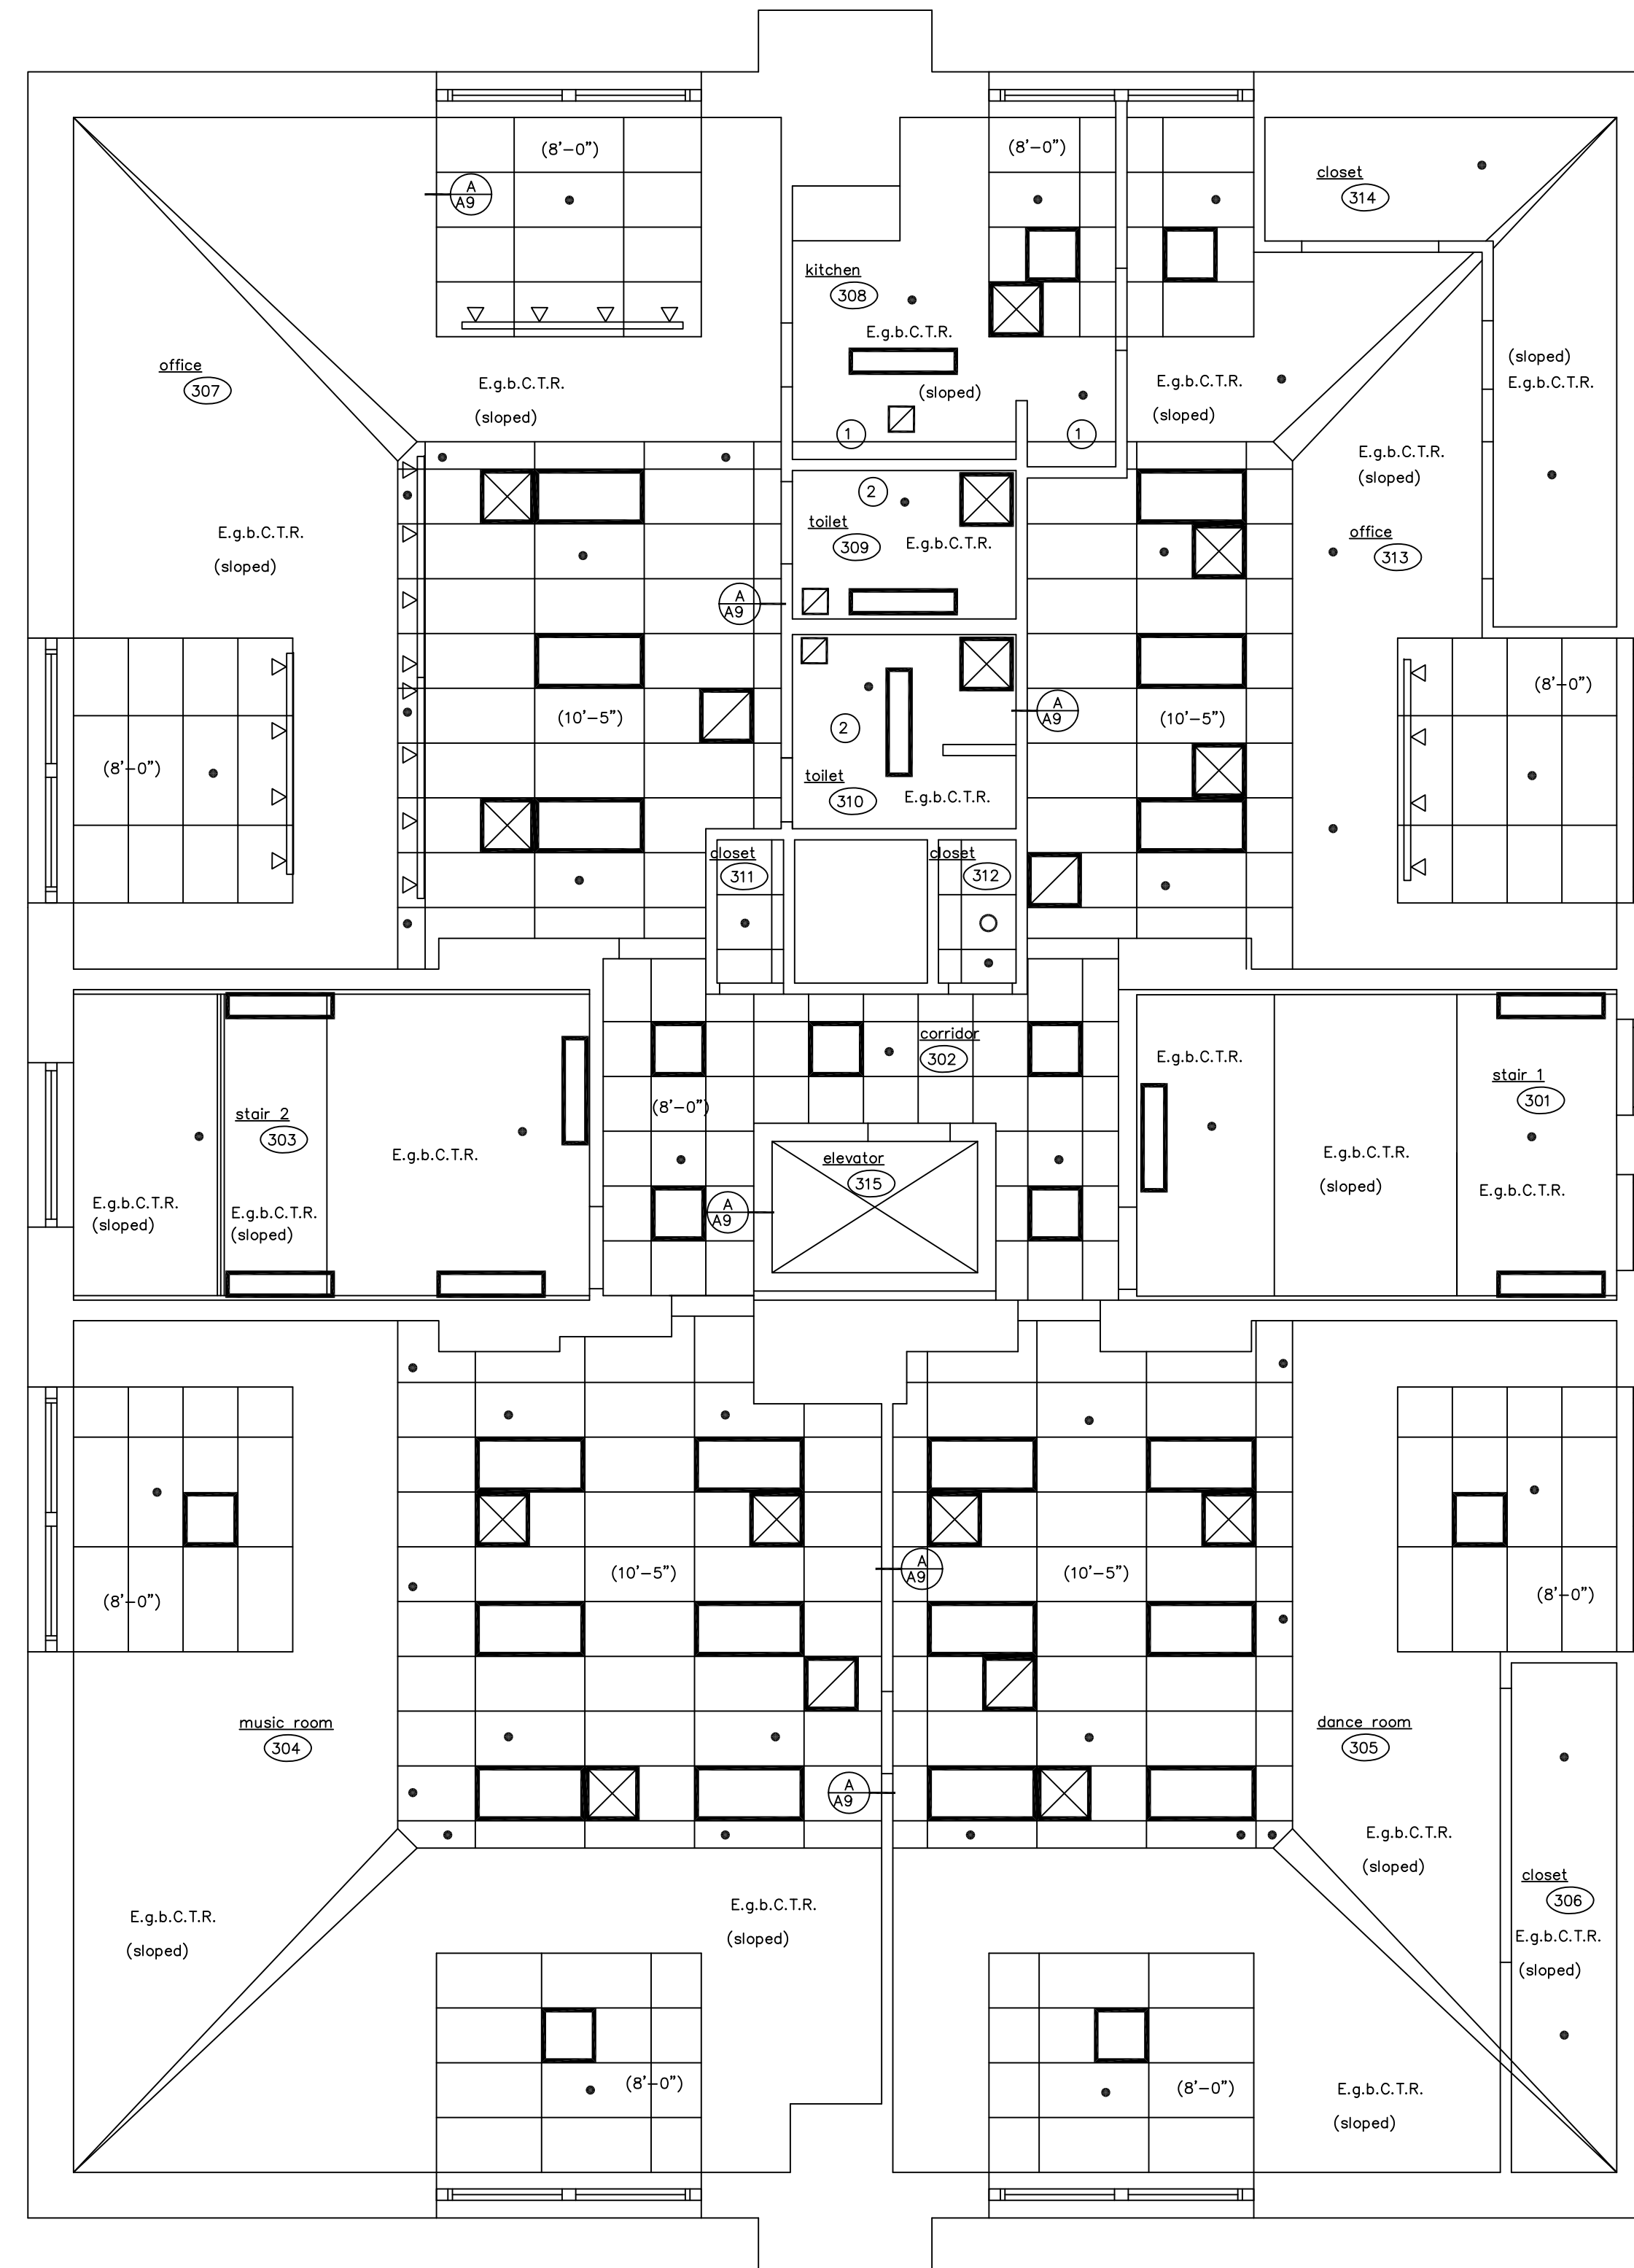 (8'-0")
(8'-0")
closet
314
A
A9
kitchen
308
E.g.b.C.T.R.
(sloped)
office
307
E.g.b.C.T.R.
(sloped)
E.g.b.C.T.R.
(sloped)
(sloped)
E.g.b.C.T.R.
1
1
E.g.b.C.T.R.
(sloped)
2
toilet
309
E.g.b.C.T.R.
office
313
E.g.b.C.T.R.
(sloped)
A
A9
(8'-0")
(10'-5")
2
A
A9
(10'-5")
(8'-0")
toilet
310
E.g.b.C.T.R.
closet
311
closet
312
corridor
302
E.g.b.C.T.R.
stair 1
301
stair 2
303
(8'-0")
E.g.b.C.T.R.
elevator
315
E.g.b.C.T.R.
(sloped)
E.g.b.C.T.R.
E.g.b.C.T.R.
(sloped)
E.g.b.C.T.R.
(sloped)
A
A9
(10'-5")
A
A9
(10'-5")
(8'-0")
(8'-0")
music room
304
dance room
305
A
A9
E.g.b.C.T.R.
(sloped)
closet
306
E.g.b.C.T.R.
(sloped)
E.g.b.C.T.R.
(sloped)
E.g.b.C.T.R.
(sloped)
(8'-0")
(8'-0")
E.g.b.C.T.R.
(sloped)